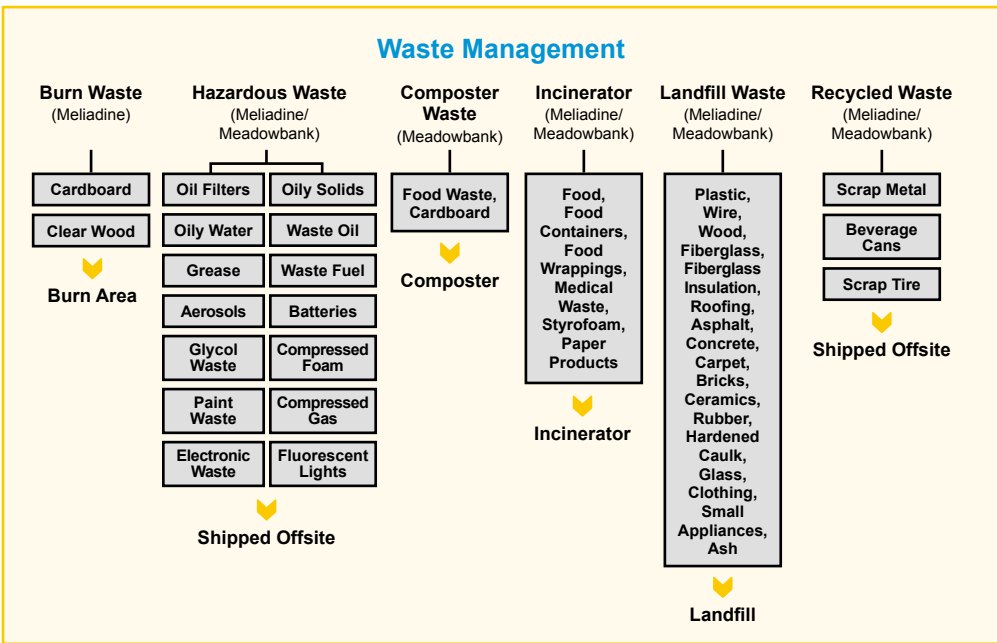 Waste Management
Burn Waste
(Meliadine)
Cardboard
Clear Wood
Burn Area
Hazardous Waste
(Meliadine/
Meadowbank)
Oil Filters
Oily Solids
Oily Water
Waste Oil
Grease
Waste Fuel
Aerosols
Batteries
Glycol
Waste
Compressed
Foam
Paint
Waste
Compressed
Gas
Electronic
Waste
Fluorescent
Lights
Shipped Offsite
Composter
Waste
(Meadowbank)
Food Waste,
Cardboard
Composter
Incinerator
(Meliadine/
Meadowbank)
Food,
Food
Containers,
Food
Wrappings,
Medical
Waste,
Styrofoam,
Paper
Products
Incinerator
Landfill Waste
(Meliadine/
Meadowbank)
Plastic,
Wire,
Wood,
Fiberglass,
Fiberglass
Insulation,
Roofing,
Asphalt,
Concrete,
Carpet,
Bricks,
Ceramics,
Rubber,
Hardened
Caulk,
Glass,
Clothing,
Small
Appliances,
Ash
Landfill
Recycled Waste
(Meliadine/
Meadowbank)
Scrap Metal
Beverage
Cans
Scrap Tire
Shipped Offsite